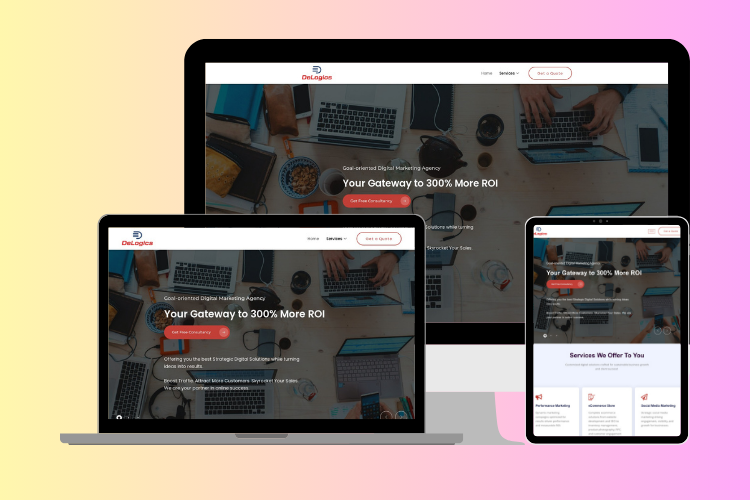 DeLogics
Home Services Get a Quote
Goal-oriented Digital Marketing Agency
Your Gateway to 300% More ROI
Get Free Consultancy
Solutions while turning
Skyrocket Your Sales
DeLogics
Home Services Get a Quote
Goal-oriented Digital Marketing Agency
Your Gateway to 300% More ROI
Get Free Consultancy
Offering you the best Strategic Digital Solutions while turning
ideas into results.
Boost Traffic. Attract More Customers. Skyrocket Your Sales.
We are your partner in online success.
DeLogics
Goal-oriented Digital Marketing Agency
Your Gateway to 300% More ROI
Services We Offer To You
Performance Marketing
eCommerce Store
Social Media Marketing